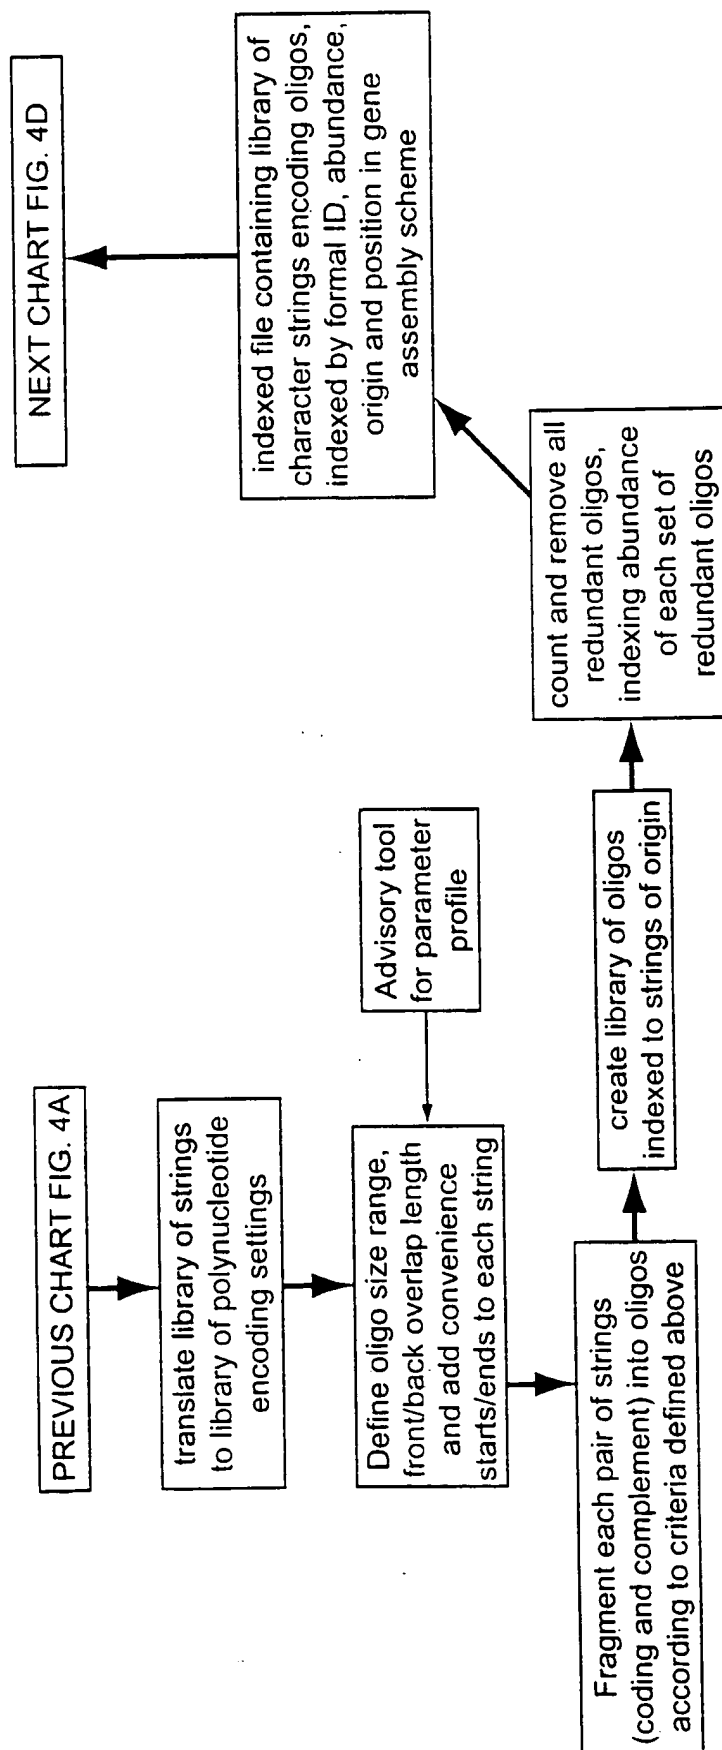 PREVIOUS CHART FIG. 4A
translate library of strings
to library of polynucleotide
encoding settings
Define oligo size range,
front/back overlap length
and add convenience
starts/ends to each string
Advisory tool
for parameter
profile
Fragment each pair of strings
(coding and complement) into oligos
according to criteria defined above
create library of oligos
indexed to strings of origin
count and remove all
redundant oligos,
indexing abundance
of each set of
redundant oligos
indexed file containing library of
character strings encoding oligos,
indexed by formal ID, abundance,
origin and position in gene
assembly scheme
NEXT CHART FIG. 4D